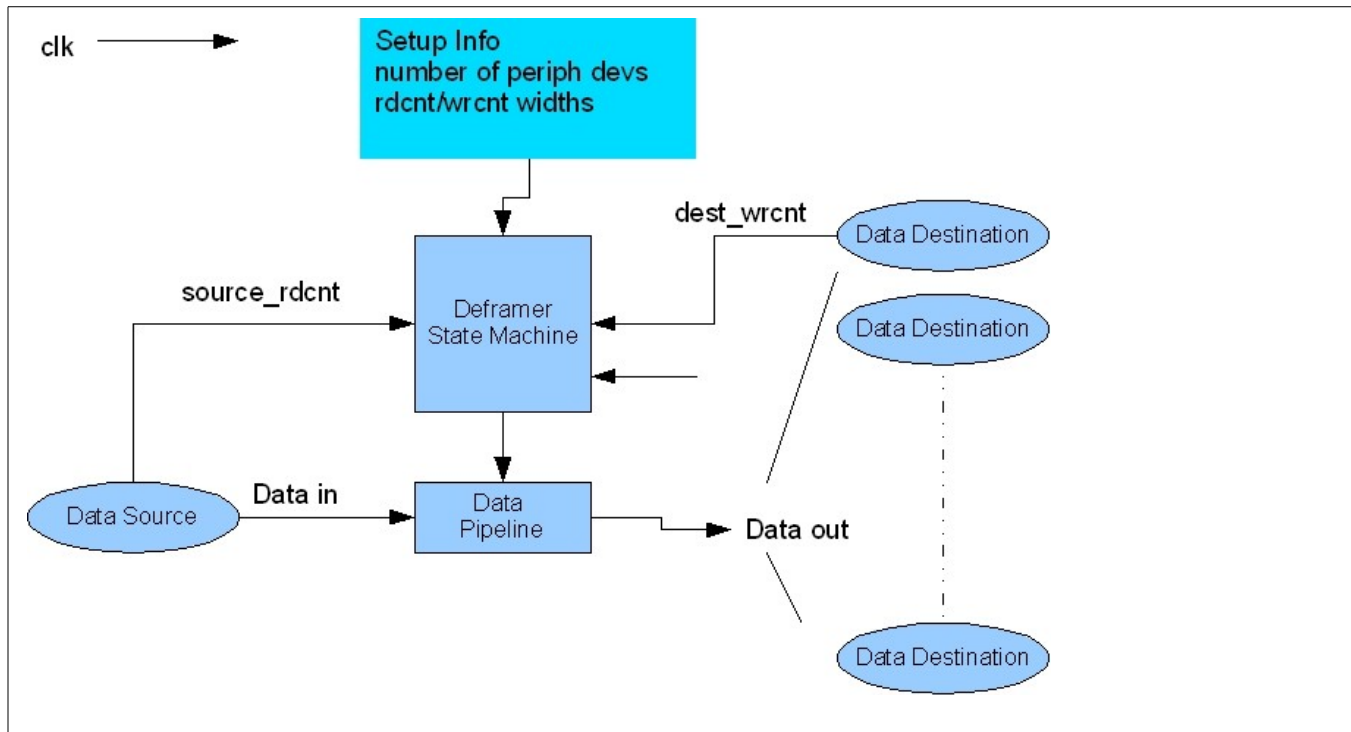 clk
Setup Info
number of periph devs
rdcnt/wrcnt widths
dest_wrcnt
Data Destination
source_rdcnt
Deframer
State Machine
Data Destination
Data Source
Data in
Data
Pipeline
Data out
Data Destination